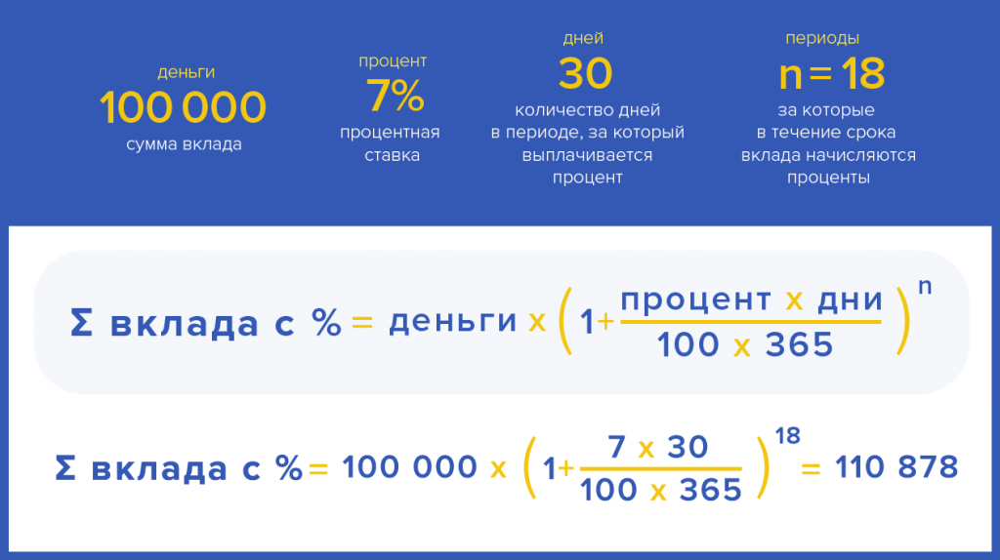 деньги
100 000
сумма вклада
процент
7%
процентная
ставка
дней
30
количество дней
в периоде, за который
выплачивается
процент
периоды
n = 18
за которые
в течение срока
вклада начисляются
проценты
Σ вклада с % = деньги x (1+ процент x дни / 100 x 365)ⁿ
Σ вклада с % = 100 000 x (1+ 7 x 30 / 100 x 365)¹⁸ = 110 878